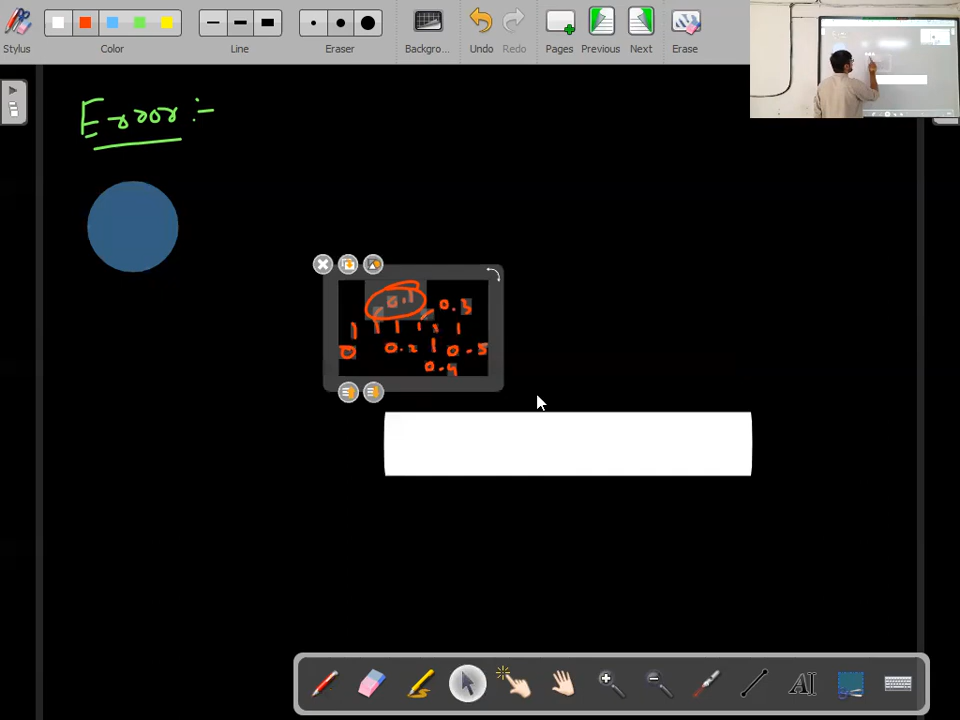 Stylus
Color
Line
Eraser
Backgro...
Undo
Redo
Pages
Previous
Next
Erase
Error :-
0.1 0.3
0 0.2 0.5
0.4